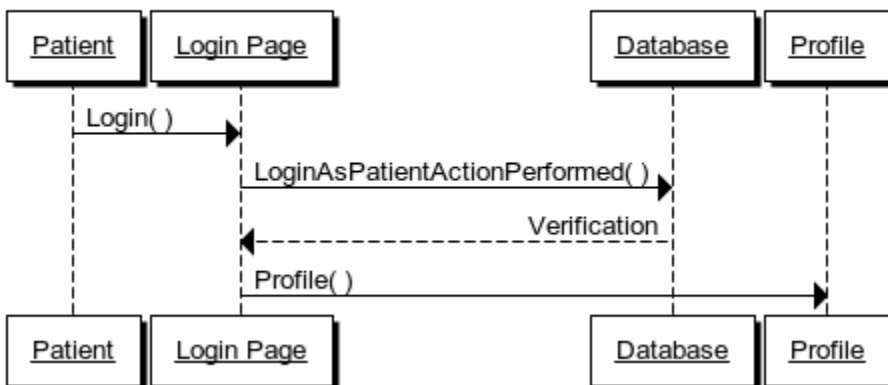 Patient Login Page Database Profile
Login( )
LoginAsPatientActionPerformed( )
Verification
Profile( )
Patient Login Page Database Profile